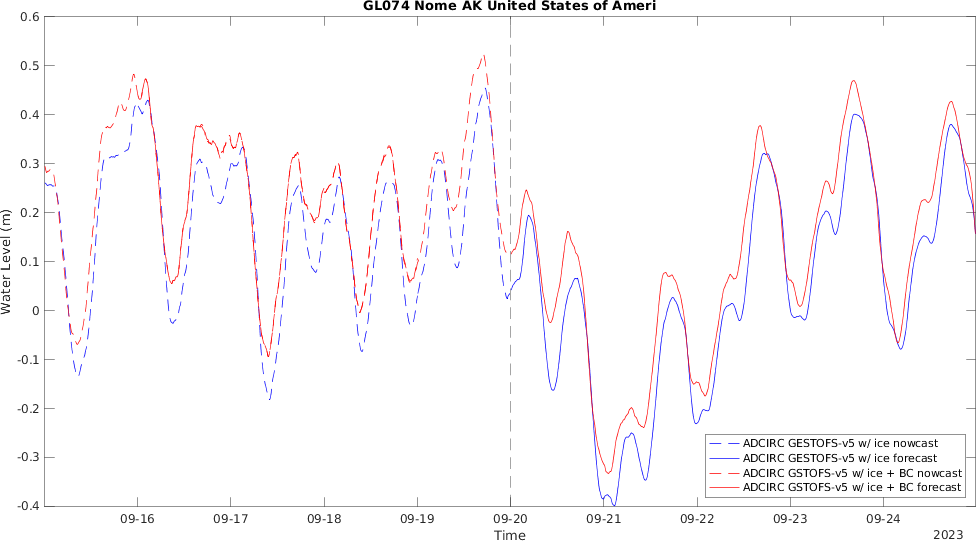 GL074 Nome AK United States of Ameri
0.6
0.5
0.4
0.3
0.2
0.1
0
-0.1
-0.2
-0.3
-0.4
Water Level (m)
ADCIRC GESTOFS-v5 w/ ice nowcast
ADCIRC GESTOFS-v5 w/ ice forecast
ADCIRC GSTOFS-v5 w/ ice + BC nowcast
ADCIRC GSTOFS-v5 w/ ice + BC forecast
09-16 09-17 09-18 09-19 09-20 09-21 09-22 09-23 09-24
Time
2023